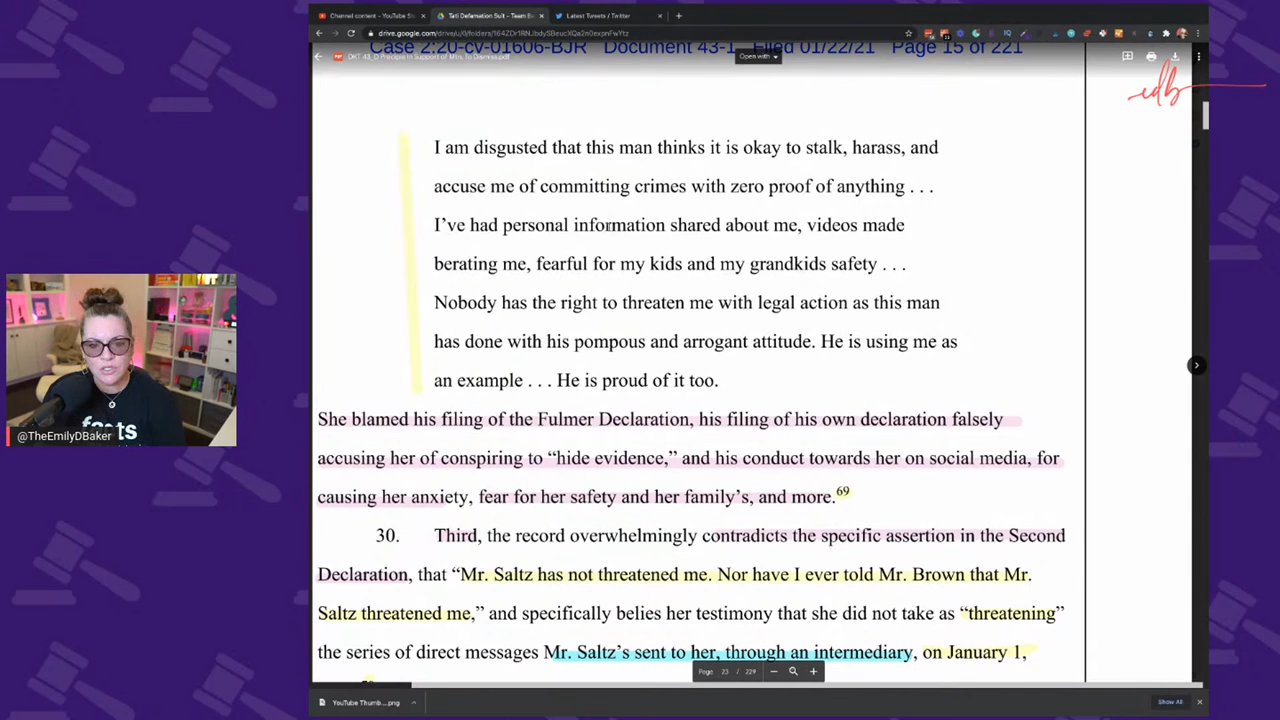 Channel content - YouTube St
Tati Defamation Suit - Team B
Latest Tweets / Twitter
Case 2:20-cv-01606-BJR Document 43-1 Filed 01/22/21 Page 15 of 221
Open with
edb
I am disgusted that this man thinks it is okay to stalk, harass, and
accuse me of committing crimes with zero proof of anything . . .
I've had personal information shared about me, videos made
berating me, fearful for my kids and my grandkids safety . . .
Nobody has the right to threaten me with legal action as this man
has done with his pompous and arrogant attitude. He is using me as
an example . . . He is proud of it too.
She blamed his filing of the Fulmer Declaration, his filing of his own declaration falsely
accusing her of conspiring to “hide evidence,” and his conduct towards her on social media, for
causing her anxiety, fear for her safety and her family's, and more.69
30. Third, the record overwhelmingly contradicts the specific assertion in the Second
Declaration, that “Mr. Saltz has not threatened me. Nor have I ever told Mr. Brown that Mr.
Saltz threatened me,” and specifically belies her testimony that she did not take as “threatening”
the series of direct messages Mr. Saltz's sent to her, through an intermediary, on January 1,
Page 23 / 229
@TheEmilyDBaker
YouTube Thumb....png
Show All